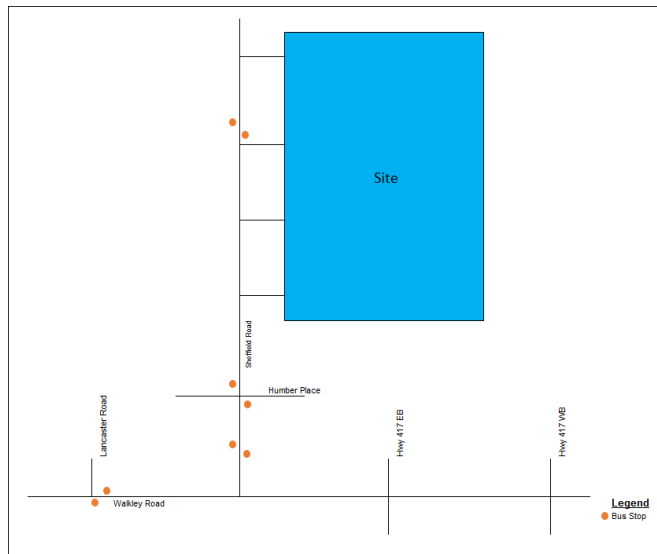 Site
Sheffield Road
Humber Place
Lancaster Road
Hwy 417 EB
Hwy 417 WB
Walkley Road
Legend
Bus Stop